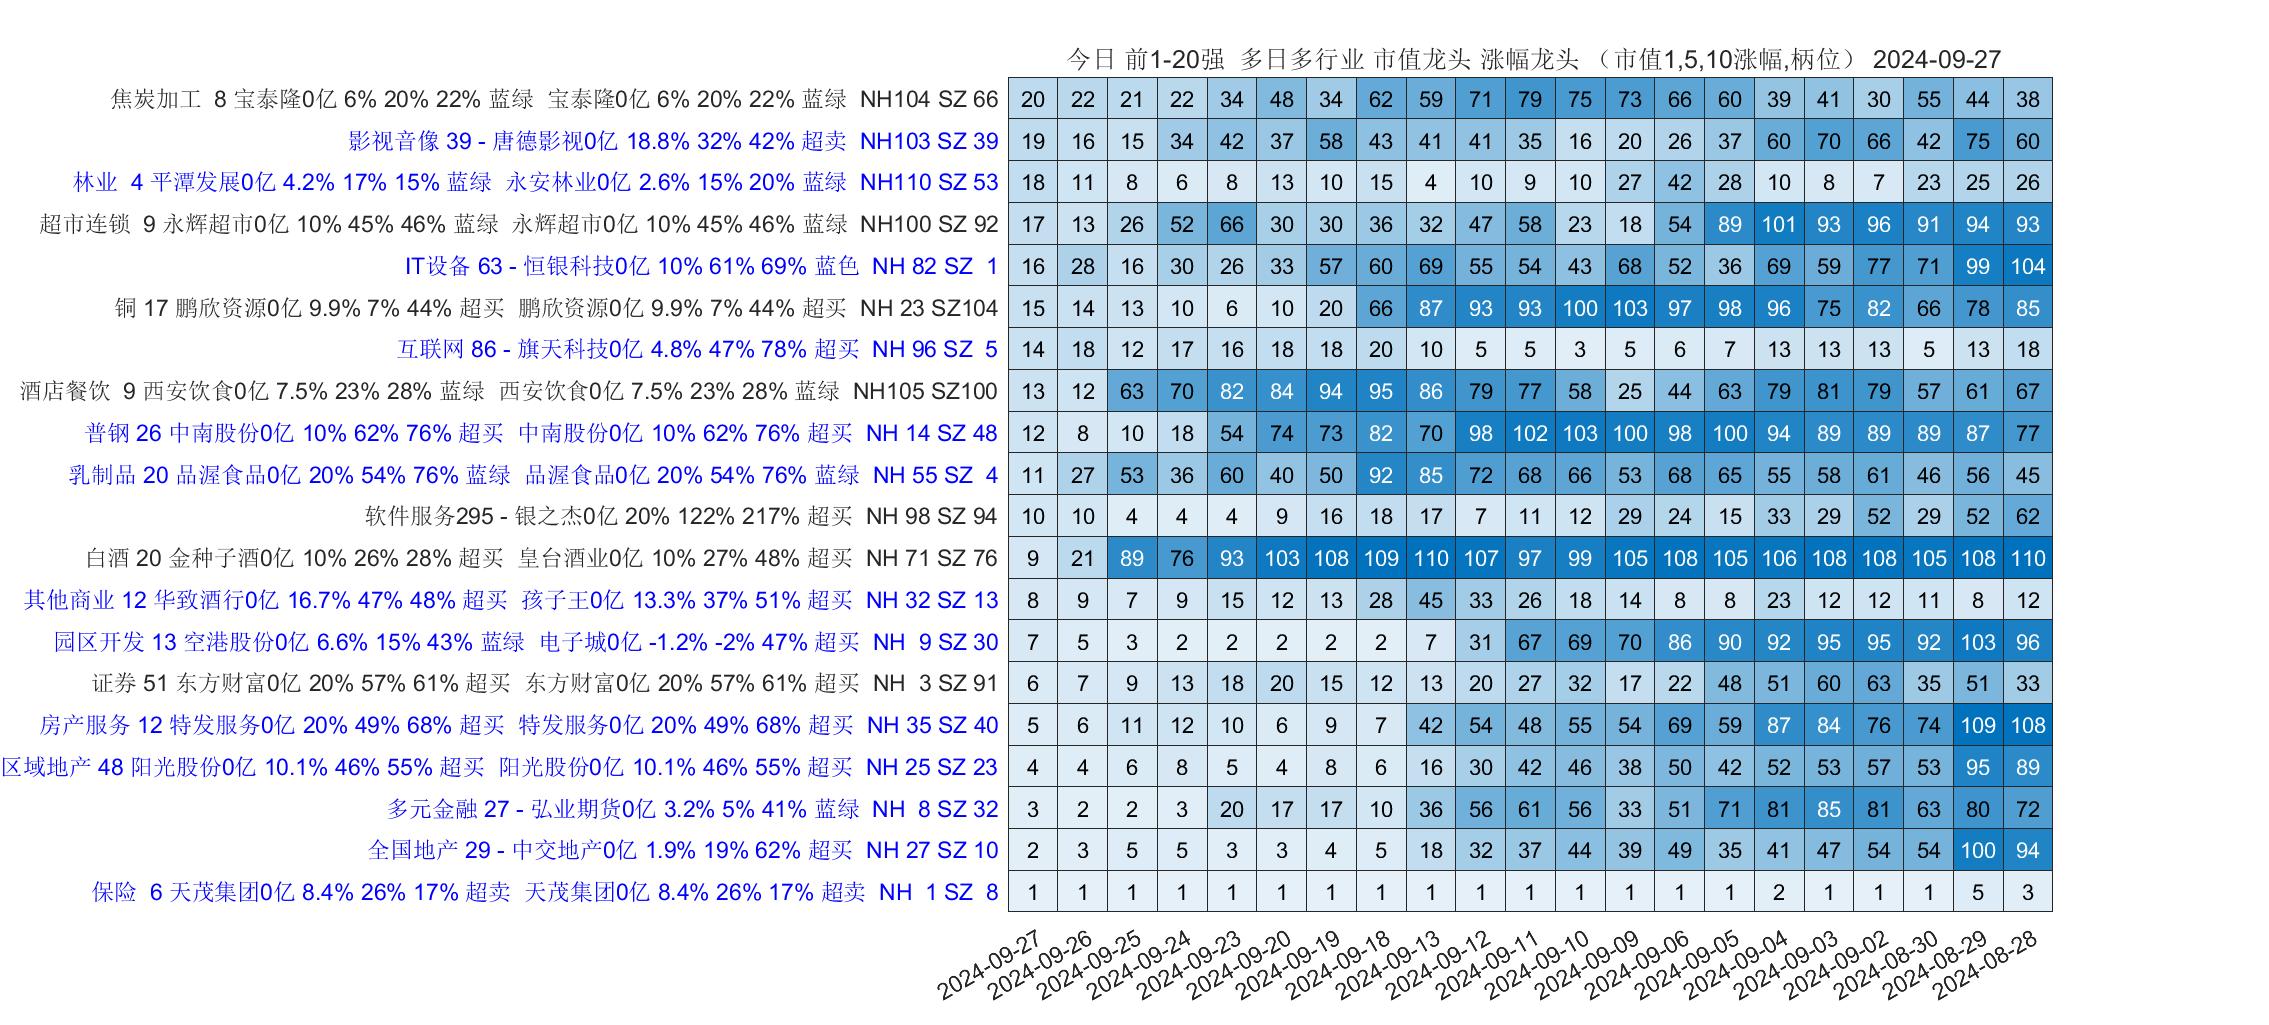 今日 前1-20强 多日多行业 市值龙头 涨幅龙头 （市值1,5,10涨幅,柄位） 2024-09-27
焦炭加工 8 宝泰隆0亿 6% 20% 22% 蓝绿 宝泰隆0亿 6% 20% 22% 蓝绿 NH104 SZ 66 20 22 21 22 34 48 34 62 59 71 79 75 73 66 60 39 41 30 55 44 38
影视音像 39 - 唐德影视0亿 18.8% 32% 42% 超卖 NH103 SZ 39 19 16 15 34 42 37 58 43 41 41 35 16 20 26 37 60 70 66 42 75 60
林业 4 平潭发展0亿 4.2% 17% 15% 蓝绿 永安林业0亿 2.6% 15% 20% 蓝绿 NH110 SZ 53 18 11 8 6 8 13 10 15 4 10 9 10 27 42 28 10 8 7 23 25 26
超市连锁 9 永辉超市0亿 10% 45% 46% 蓝绿 永辉超市0亿 10% 45% 46% 蓝绿 NH100 SZ 92 17 13 26 52 66 30 30 36 32 47 58 23 18 54 89 101 93 96 91 94 93
IT设备 63 - 恒银科技0亿 10% 61% 69% 蓝色 NH 82 SZ 1 16 28 16 30 26 33 57 60 69 55 54 43 68 52 36 69 59 77 71 99 104
铜 17 鹏欣资源0亿 9.9% 7% 44% 超买 鹏欣资源0亿 9.9% 7% 44% 超买 NH 23 SZ104 15 14 13 10 6 10 20 66 87 93 93 100 103 97 98 96 75 82 66 78 85
互联网 86 - 旗天科技0亿 4.8% 47% 78% 超买 NH 96 SZ 5 14 18 12 17 16 18 18 20 10 5 5 3 5 6 7 13 13 13 5 13 18
酒店餐饮 9 西安饮食0亿 7.5% 23% 28% 蓝绿 西安饮食0亿 7.5% 23% 28% 蓝绿 NH105 SZ100 13 12 63 70 82 84 94 95 86 79 77 58 25 44 63 79 81 79 57 61 67
普钢 26 中南股份0亿 10% 62% 76% 超买 中南股份0亿 10% 62% 76% 超买 NH 14 SZ 48 12 8 10 18 54 74 73 82 70 98 102 103 100 98 100 94 89 89 89 87 77
乳制品 20 品渥食品0亿 20% 54% 76% 蓝绿 品渥食品0亿 20% 54% 76% 蓝绿 NH 55 SZ 4 11 27 53 36 60 40 50 92 85 72 68 66 53 68 65 55 58 61 46 56 45
软件服务295 - 银之杰0亿 20% 122% 217% 超买 NH 98 SZ 94 10 10 4 4 4 9 16 18 17 7 11 12 29 24 15 33 29 52 29 52 62
白酒 20 金种子酒0亿 10% 26% 28% 超买 皇台酒业0亿 10% 27% 48% 超买 NH 71 SZ 76 9 21 89 76 93 103 108 109 110 107 97 99 105 108 105 106 108 108 105 108 110
其他商业 12 华致酒行0亿 16.7% 47% 48% 超买 孩子王0亿 13.3% 37% 51% 超买 NH 32 SZ 13 8 9 7 9 15 12 13 28 45 33 26 18 14 8 8 23 12 12 11 8 12
园区开发 13 空港股份0亿 6.6% 15% 43% 蓝绿 电子城0亿 -1.2% -2% 47% 超买 NH 9 SZ 30 7 5 3 2 2 2 2 2 7 31 67 69 70 86 90 92 95 95 92 103 96
证券 51 东方财富0亿 20% 57% 61% 超买 东方财富0亿 20% 57% 61% 超买 NH 3 SZ 91 6 7 9 13 18 20 15 12 13 20 27 32 17 22 48 51 60 63 35 51 33
房产服务 12 特发服务0亿 20% 49% 68% 超买 特发服务0亿 20% 49% 68% 超买 NH 35 SZ 40 5 6 11 12 10 6 9 7 42 54 48 55 54 69 59 87 84 76 74 109 108
区域地产 48 阳光股份0亿 10.1% 46% 55% 超买 阳光股份0亿 10.1% 46% 55% 超买 NH 25 SZ 23 4 4 6 8 5 4 8 6 16 30 42 46 38 50 42 52 53 57 53 95 89
多元金融 27 - 弘业期货0亿 3.2% 5% 41% 蓝绿 NH 8 SZ 32 3 2 2 3 20 17 17 10 36 56 61 56 33 51 71 81 85 81 63 80 72
全国地产 29 - 中交地产0亿 1.9% 19% 62% 超买 NH 27 SZ 10 2 3 5 5 3 3 4 5 18 32 37 44 39 49 35 41 47 54 54 100 94
保险 6 天茂集团0亿 8.4% 26% 17% 超卖 天茂集团0亿 8.4% 26% 17% 超卖 NH 1 SZ 8 1 1 1 1 1 1 1 1 1 1 1 1 1 1 1 2 1 1 1 5 3
2024-09-27 2024-09-26 2024-09-25 2024-09-24 2024-09-23 2024-09-20 2024-09-19 2024-09-18 2024-09-13 2024-09-12 2024-09-11 2024-09-10 2024-09-09 2024-09-06 2024-09-05 2024-09-04 2024-09-03 2024-09-02 2024-08-30 2024-08-29 2024-08-28